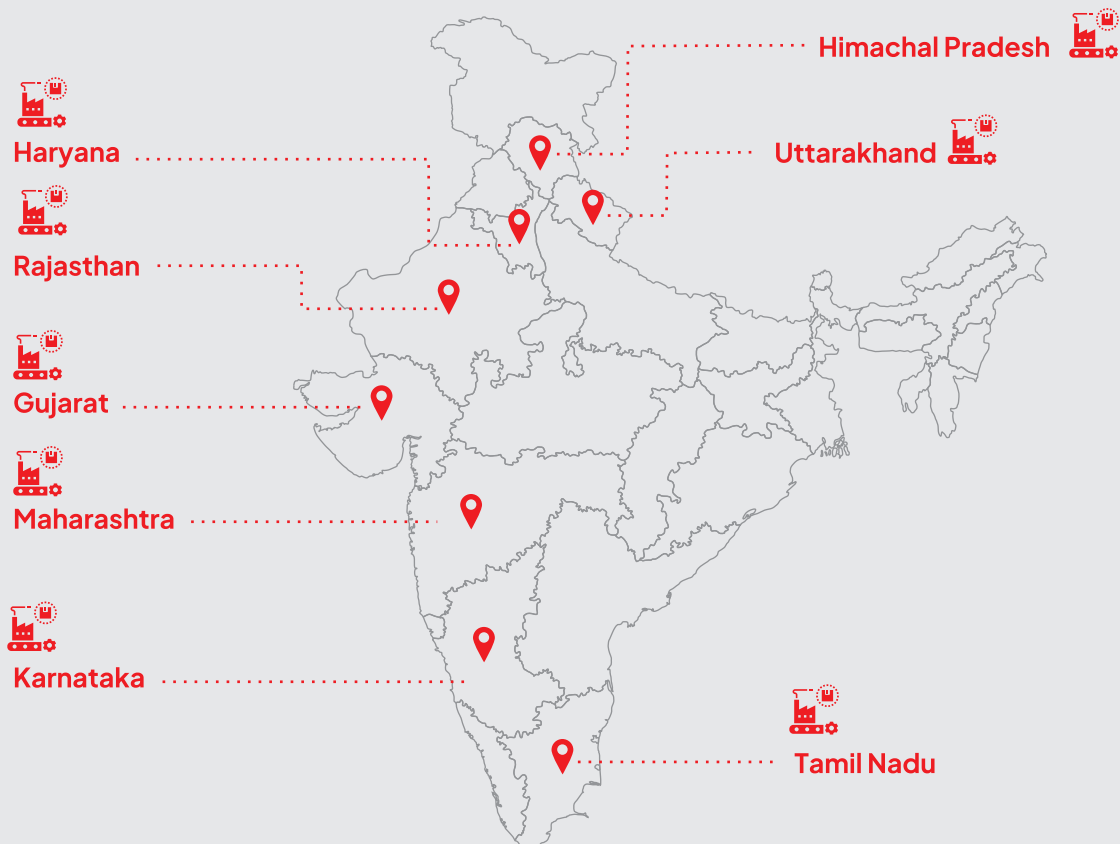 Himachal Pradesh
Haryana
Uttarakhand
Rajasthan
Gujarat
Maharashtra
Karnataka
Tamil Nadu